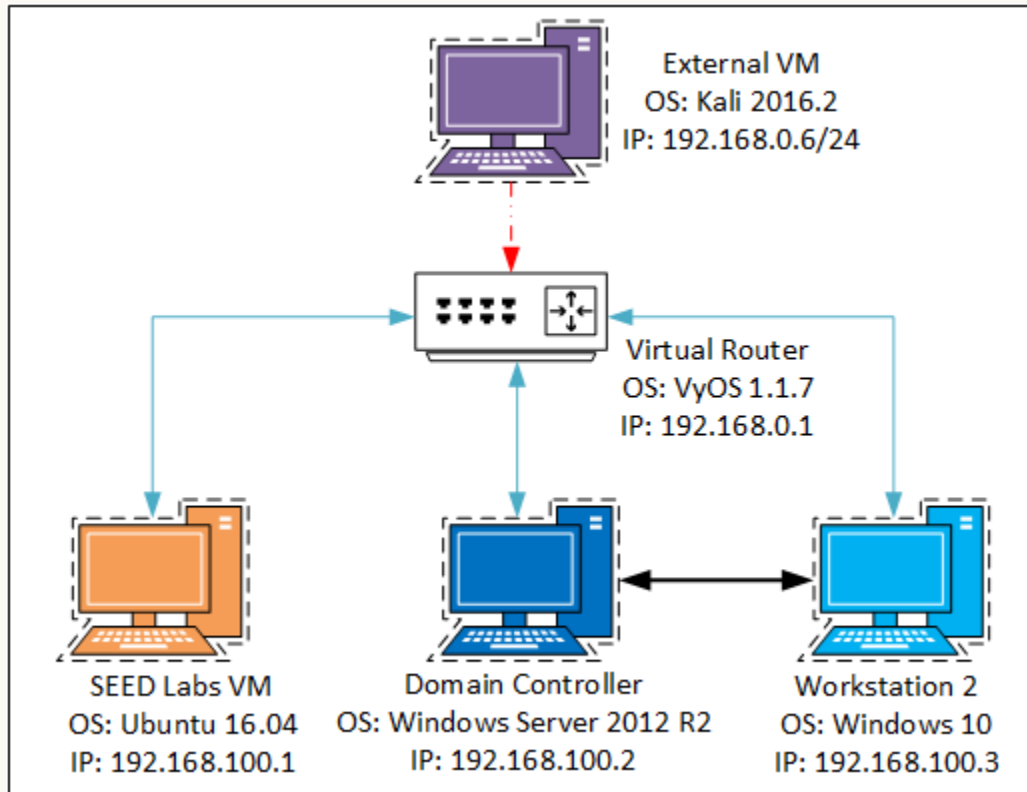 External VM
OS: Kali 2016.2
IP: 192.168.0.6/24
Virtual Router
OS: VyOS 1.1.7
IP: 192.168.0.1
SEED Labs VM
OS: Ubuntu 16.04
IP: 192.168.100.1
Domain Controller
OS: Windows Server 2012 R2
IP: 192.168.100.2
Workstation 2
OS: Windows 10
IP: 192.168.100.3